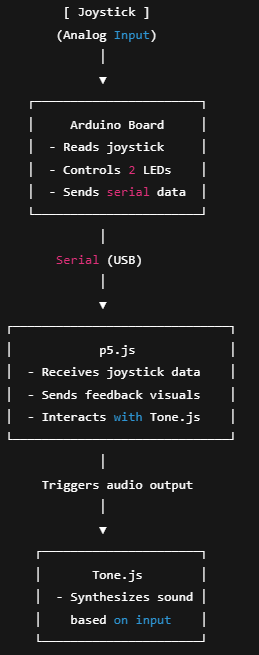 [ Joystick ]
(Analog Input)
Arduino Board
- Reads joystick
- Controls 2 LEDs
- Sends serial data
Serial (USB)
p5.js
- Receives joystick data
- Sends feedback visuals
- Interacts with Tone.js
Triggers audio output
Tone.js
- Synthesizes sound
based on input